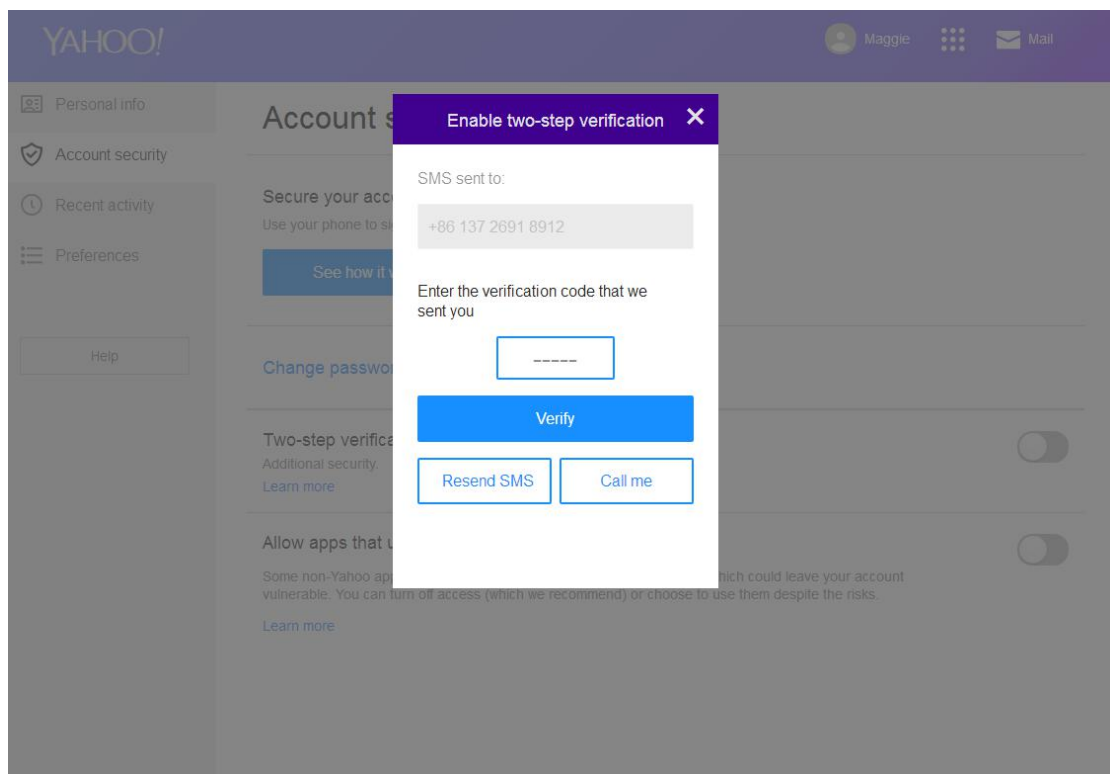 YAHOO!
Maggie
Mail
Personal info
Account security
Recent activity
Preferences
Help
Account s
Secure your acco
Use your phone to si
See how it w
Change passwo
Two-step verifica
Additional security.
Learn more
Allow apps that u
Some non-Yahoo app
hich could leave your account
vulnerable. You can turn off access (which we recommend) or choose to use them despite the risks.
Learn more
Enable two-step verification
SMS sent to:
+86 137 2691 8912
Enter the verification code that we
sent you
-----
Verify
Resend SMS
Call me